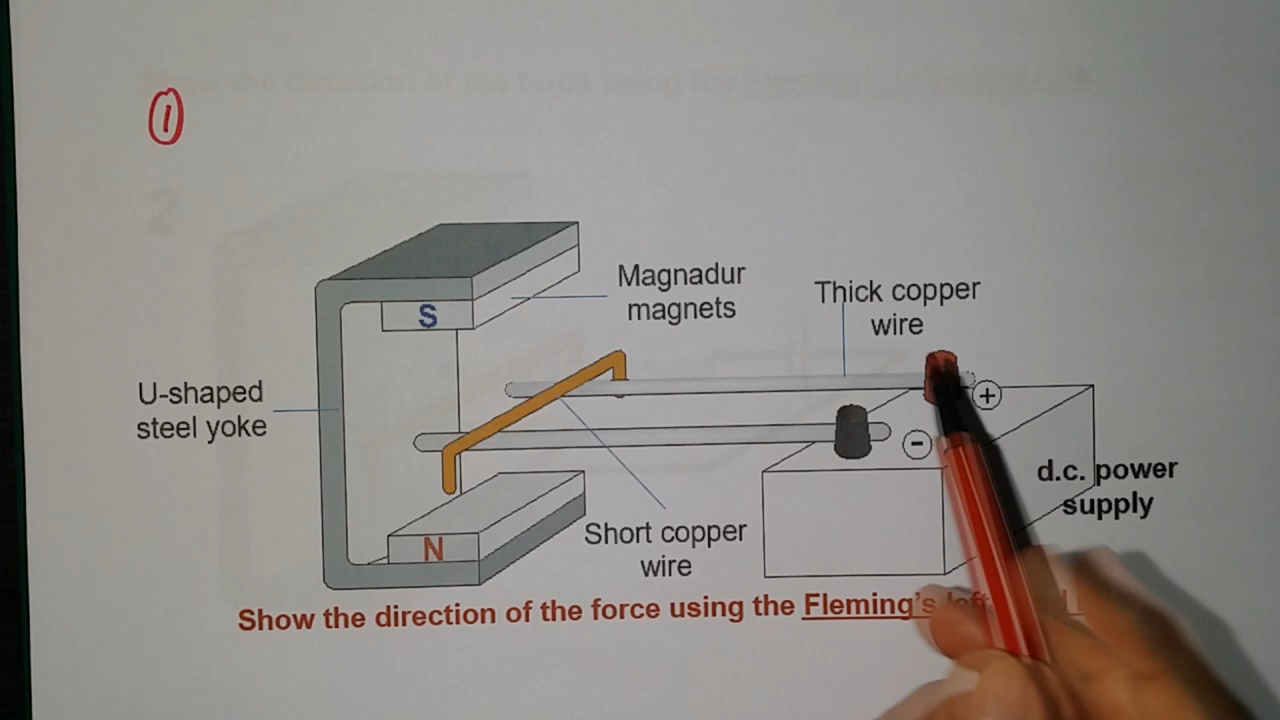 1
S
Magnadur
magnets
Thick copper
wire
U-shaped
steel yoke
+
-
d.c. power
supply
N
Short copper
wire
Show the direction of the force using the Fleming's